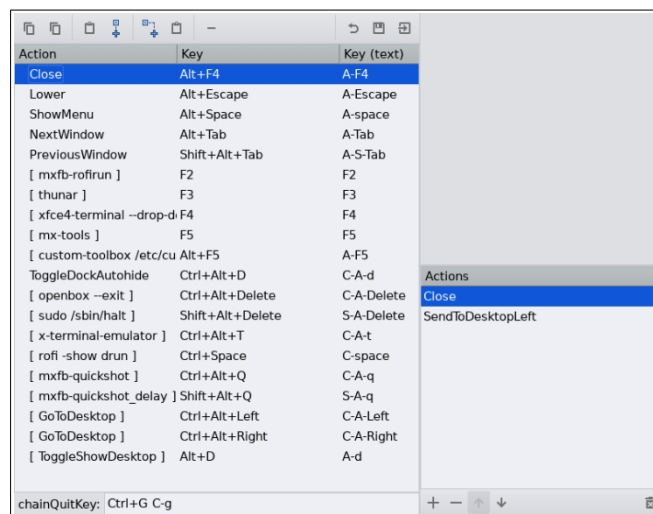 Action Key Key (text)
Close Alt+F4 A-F4
Lower Alt+Escape A-Escape
ShowMenu Alt+Space A-space
NextWindow Alt+Tab A-Tab
PreviousWindow Shift+Alt+Tab A-S-Tab
[ mxfb-rofirun ] F2 F2
[ thunar ] F3 F3
[ xfce4-terminal --drop-d F4 F4
[ mx-tools ] F5 F5
[ custom-toolbox /etc/cu Alt+F5 A-F5
ToggleDockAutohide Ctrl+Alt+D C-A-d
[ openbox --exit ] Ctrl+Alt+Delete C-A-Delete
[ sudo /sbin/halt ] Shift+Alt+Delete S-A-Delete
[ x-terminal-emulator ] Ctrl+Alt+T C-A-t
[ rofi -show drun ] Ctrl+Space C-space
[ mxfb-quickshot ] Ctrl+Alt+Q C-A-q
[ mxfb-quickshot_delay ] Shift+Alt+Q S-A-q
[ GoToDesktop ] Ctrl+Alt+Left C-A-Left
[ GoToDesktop ] Ctrl+Alt+Right C-A-Right
[ ToggleShowDesktop ] Alt+D A-d
chainQuitKey: Ctrl+G C-g
Actions
Close
SendToDesktopLeft